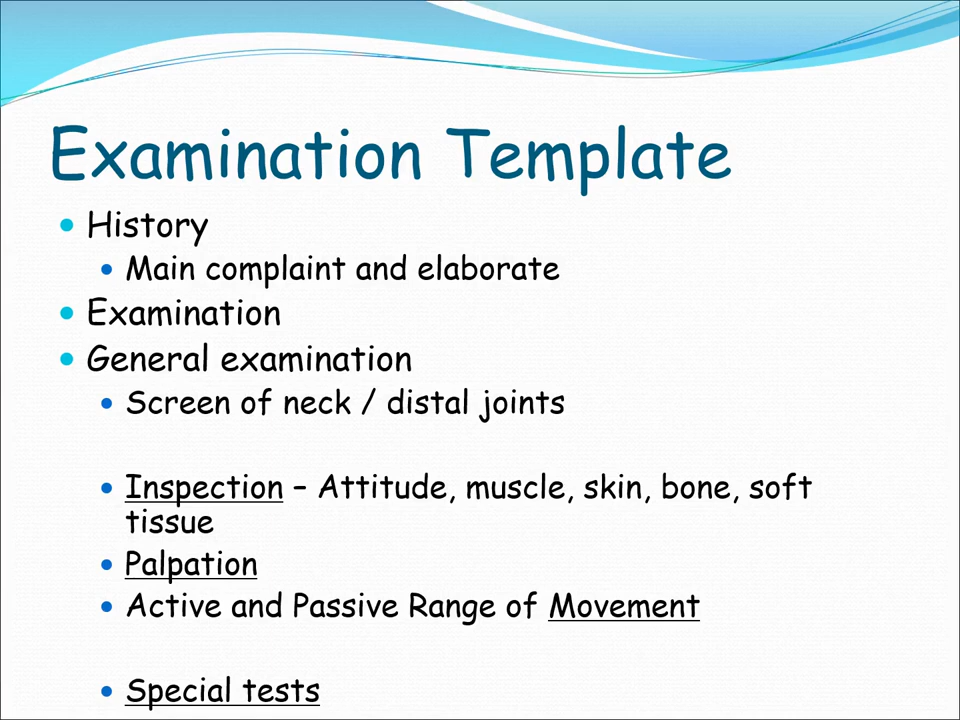 Examination Template
History
Main complaint and elaborate
Examination
General examination
Screen of neck / distal joints
Inspection – Attitude, muscle, skin, bone, soft
tissue
Palpation
Active and Passive Range of Movement
Special tests